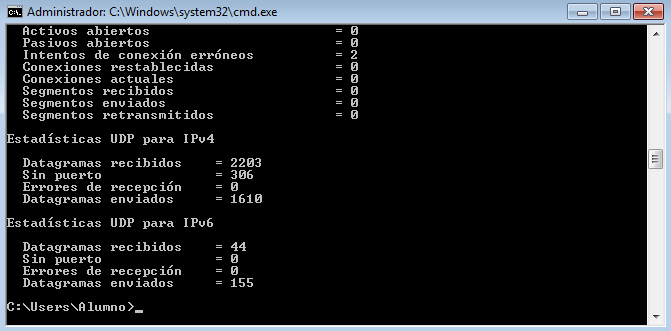 Administrador: C:\Windows\system32\cmd.exe
Activos abiertos = 0
Pasivos abiertos = 0
Intentos de conexión erróneos = 2
Conexiones restablecidas = 0
Conexiones actuales = 0
Segmentos recibidos = 0
Segmentos enviados = 0
Segmentos retransmitidos = 0
Estadísticas UDP para IPv4
Datagramas recibidos = 2203
Sin puerto = 306
Errores de recepción = 0
Datagramas enviados = 1610
Estadísticas UDP para IPv6
Datagramas recibidos = 44
Sin puerto = 0
Errores de recepción = 0
Datagramas enviados = 155
C:\Users\Alumno>_